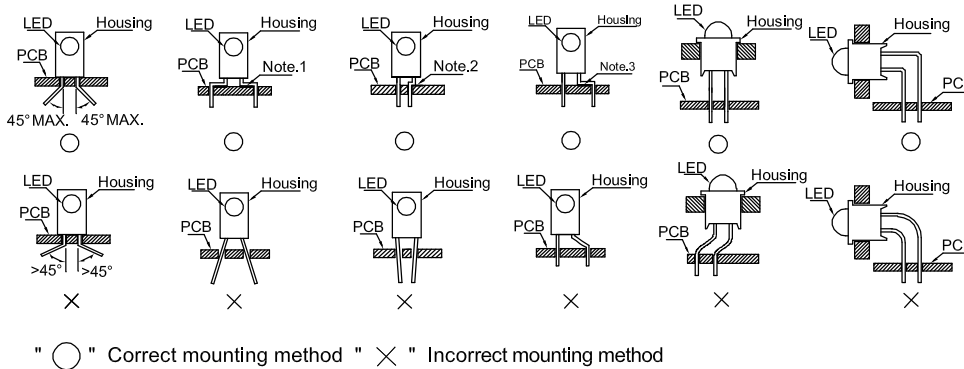 LED Housing LED Housing LED Housing LED Housing LED Housing Housing
PCB PCB Note.1 PCB Note.2 PCB Note.3 LED
PCB PC
45° MAX. 45° MAX.
LED Housing LED Housing LED Housing LED Housing LED Housing LED Housing
PCB PCB PCB PCB PCB PC
>45° >45°
" ◯ " Correct mounting method " ✕ " Incorrect mounting method